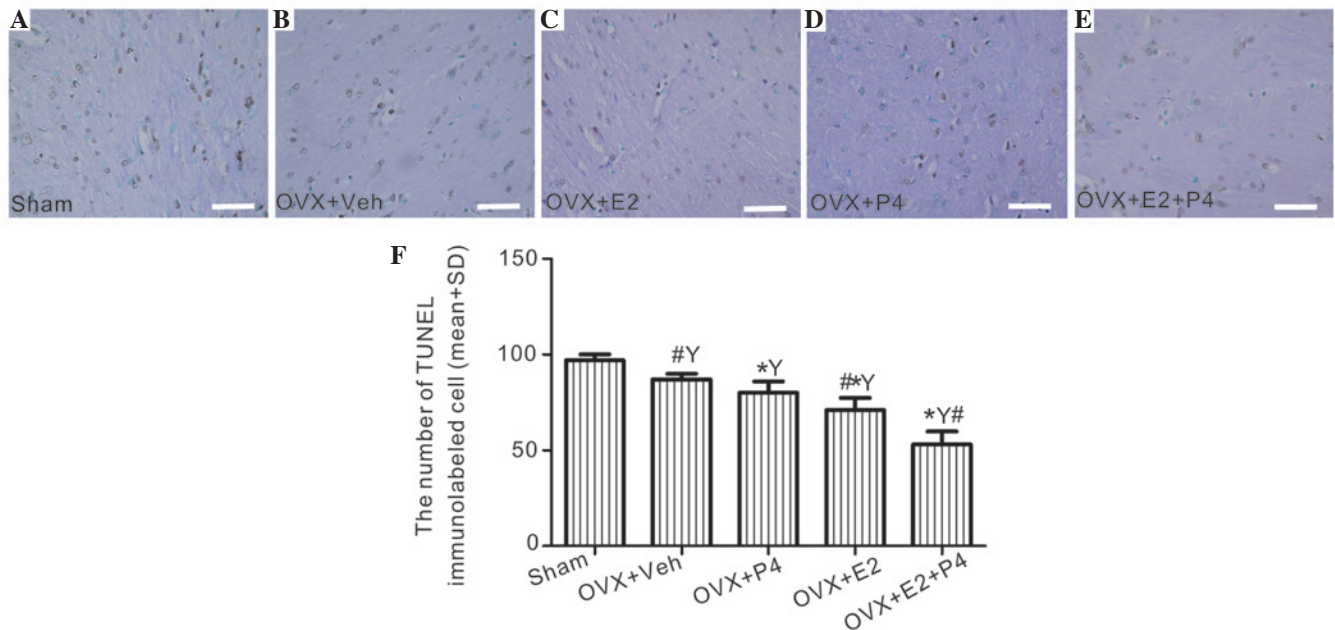 A
B
C
D
E
Sham
OVX+Veh
OVX+E2
OVX+P4
OVX+E2+P4
F
The number of TUNEL
immunolabeled cell (mean+SD)
150
100
50
0
#Y
*Y
#*Y
*Y#
Sham
OVX+Veh
OVX+P4
OVX+E2
OVX+E2+P4